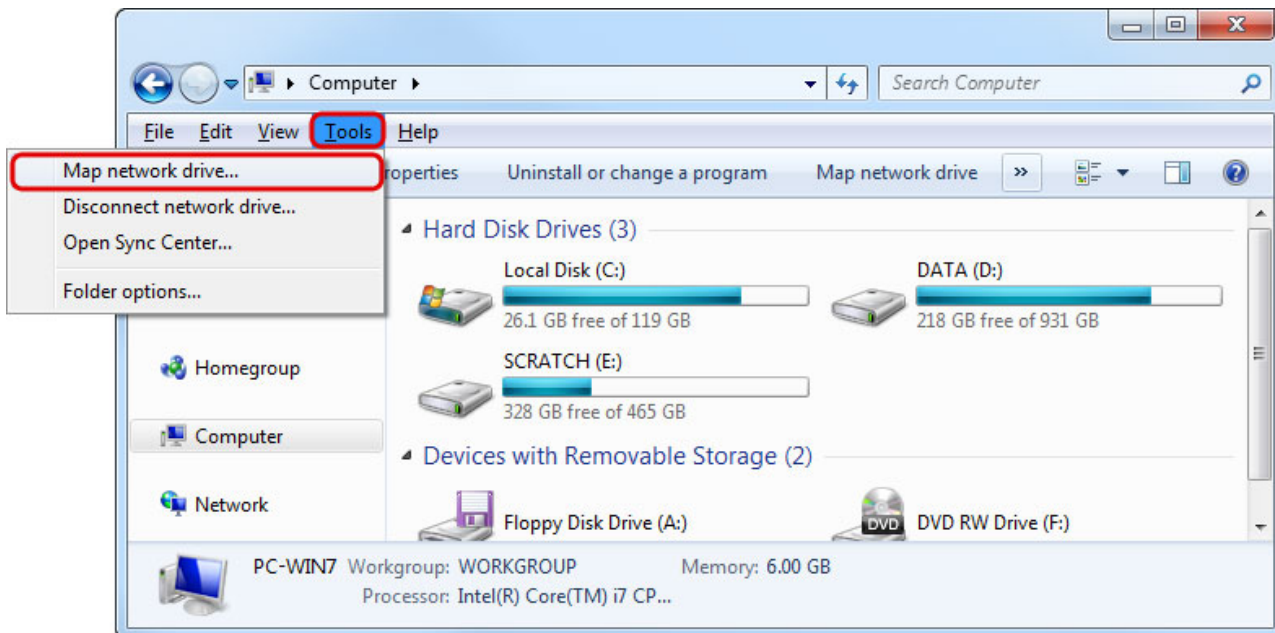 Computer
Search Computer
File Edit View Tools Help
Map network drive...
Disconnect network drive...
Open Sync Center...
Folder options...
roperties Uninstall or change a program Map network drive »
Hard Disk Drives (3)
Local Disk (C:)
26.1 GB free of 119 GB
DATA (D:)
218 GB free of 931 GB
SCRATCH (E:)
328 GB free of 465 GB
Devices with Removable Storage (2)
Floppy Disk Drive (A:)
DVD
DVD RW Drive (F:)
Homegroup
Computer
Network
PC-WIN7 Workgroup: WORKGROUP Memory: 6.00 GB
Processor: Intel(R) Core(TM) i7 CP...